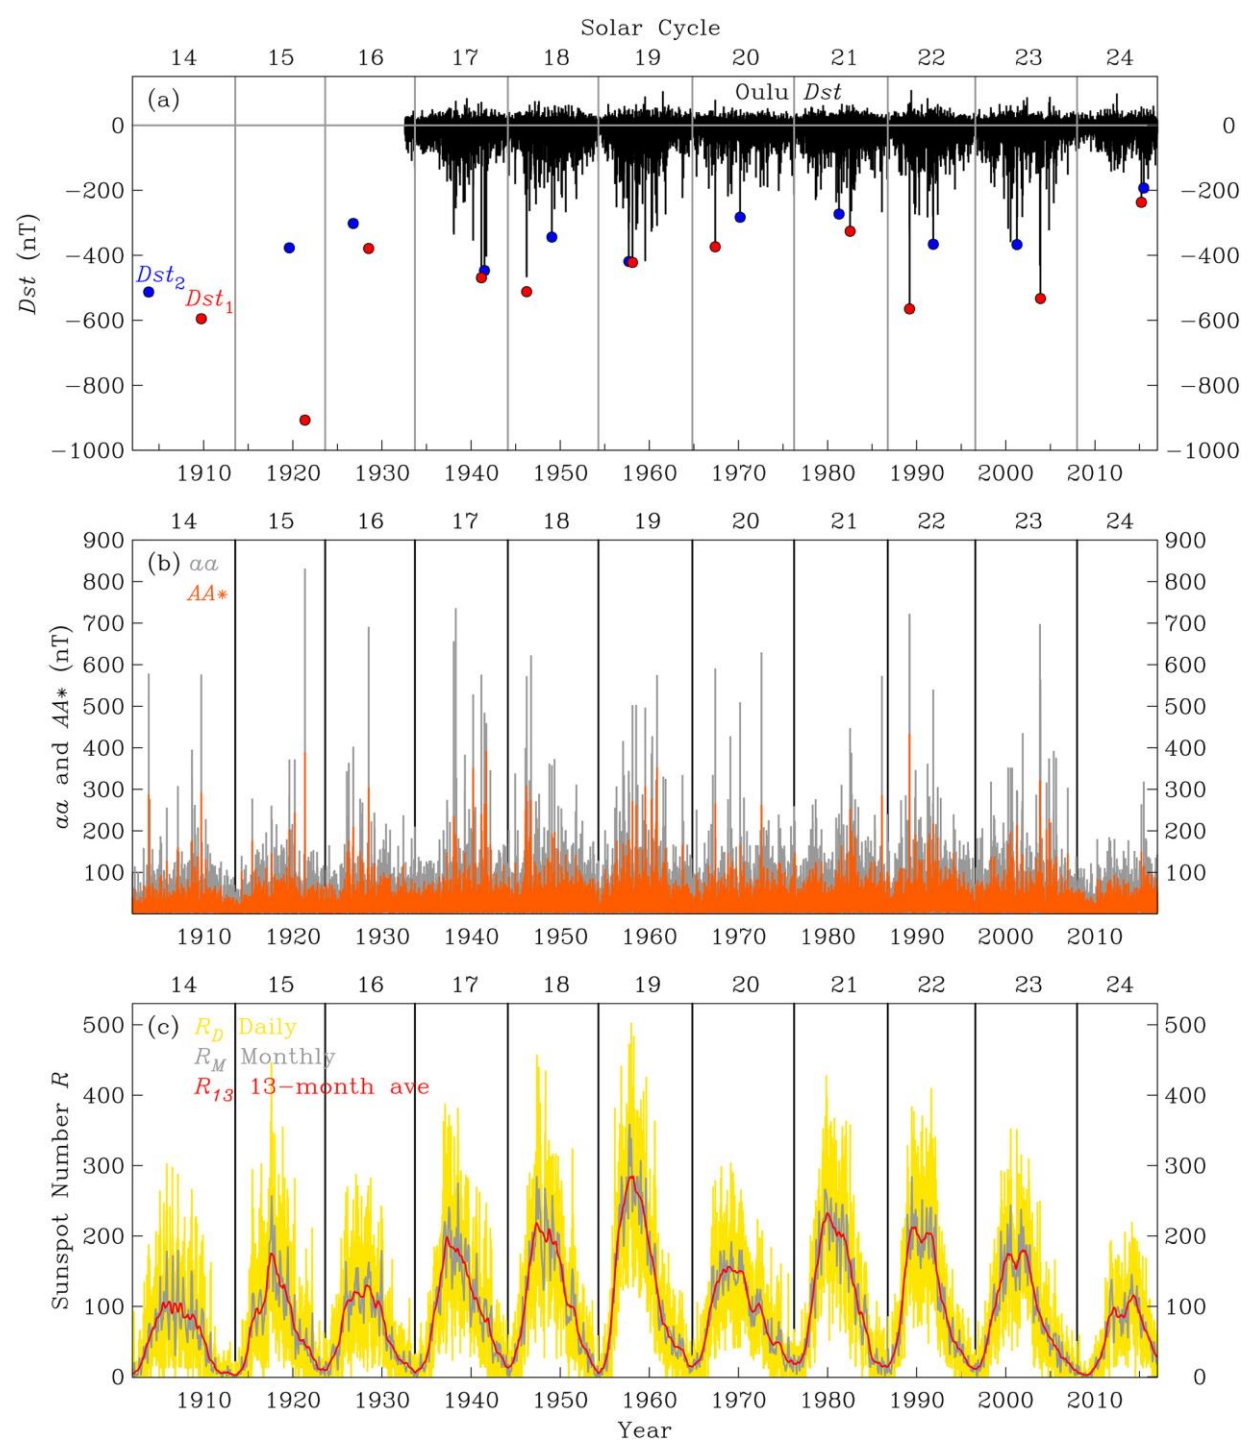 Solar Cycle
14 15 16 17 18 19 20 21 22 23 24
(a) Oulu Dst
0 0
−200 −200
Dst (nT)
−400 −400
Dst₂
Dst₁
−600 −600
−800 −800
−1000 −1000
1910 1920 1930 1940 1950 1960 1970 1980 1990 2000 2010
14 15 16 17 18 19 20 21 22 23 24
900 900
(b) aa
AA*
800 800
700 700
600 600
aa and AA* (nT)
500 500
400 400
300 300
200 200
100 100
1910 1920 1930 1940 1950 1960 1970 1980 1990 2000 2010
14 15 16 17 18 19 20 21 22 23 24
(c) R_D Daily
R_M Monthly
R_13 13−month ave
500 500
400 400
300 300
Sunspot Number R
200 200
100 100
0 0
1910 1920 1930 1940 1950 1960 1970 1980 1990 2000 2010
Year